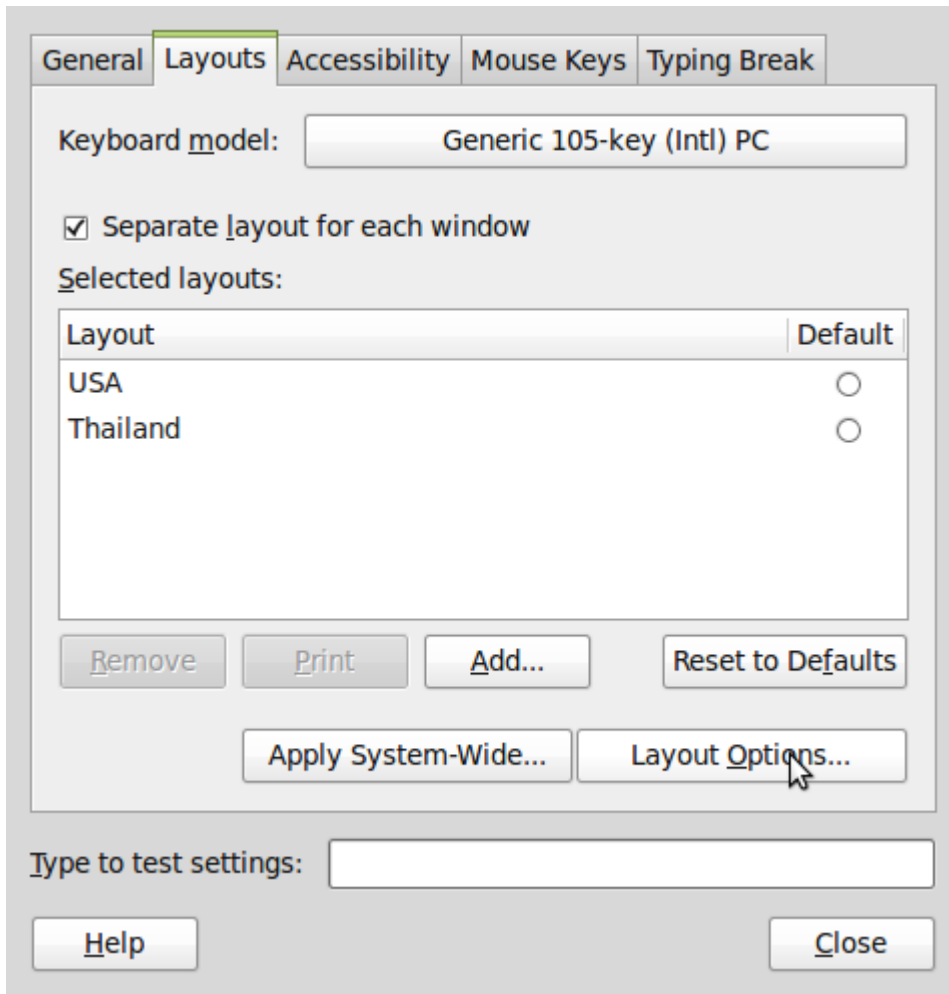 General Layouts Accessibility Mouse Keys Typing Break
Keyboard model: Generic 105-key (Intl) PC
Separate layout for each window
Selected layouts:
Layout Default
USA
Thailand
Remove Print Add... Reset to Defaults
Apply System-Wide... Layout Options...
Type to test settings:
Help Close